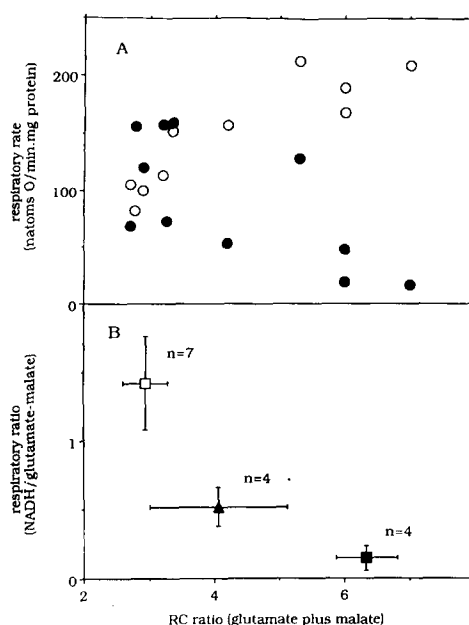 A
respiratory rate
(natoms O/min.mg protein)
200
100
0
B
respiratory ratio
(NADH/glutamate-malate)
1
0
n=7
n=4
n=4
2
4
6
RC ratio (glutamate plus malate)